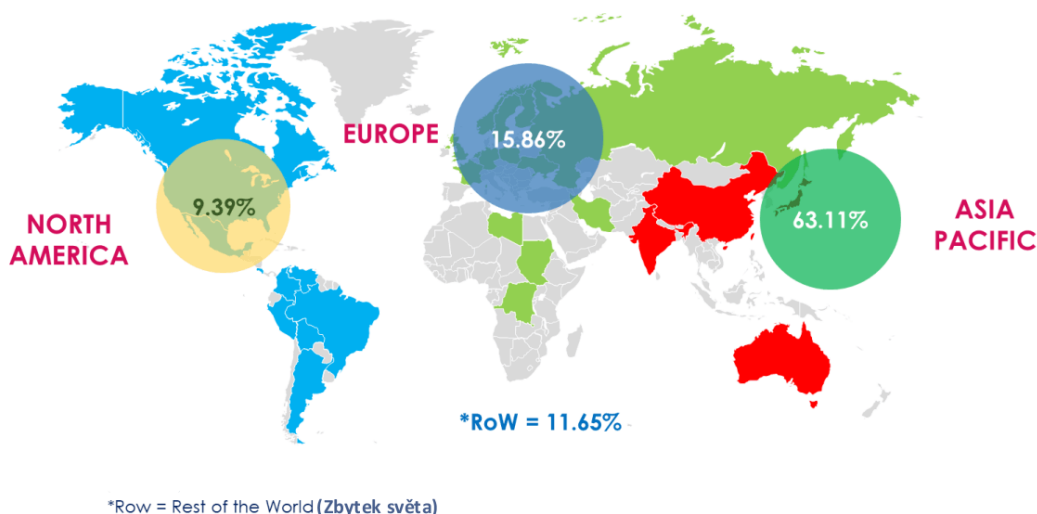 EUROPE
15.86%
9.39%
NORTH
AMERICA
63.11%
ASIA
PACIFIC
*RoW = 11.65%
*Row = Rest of the World (Zbytek světa)